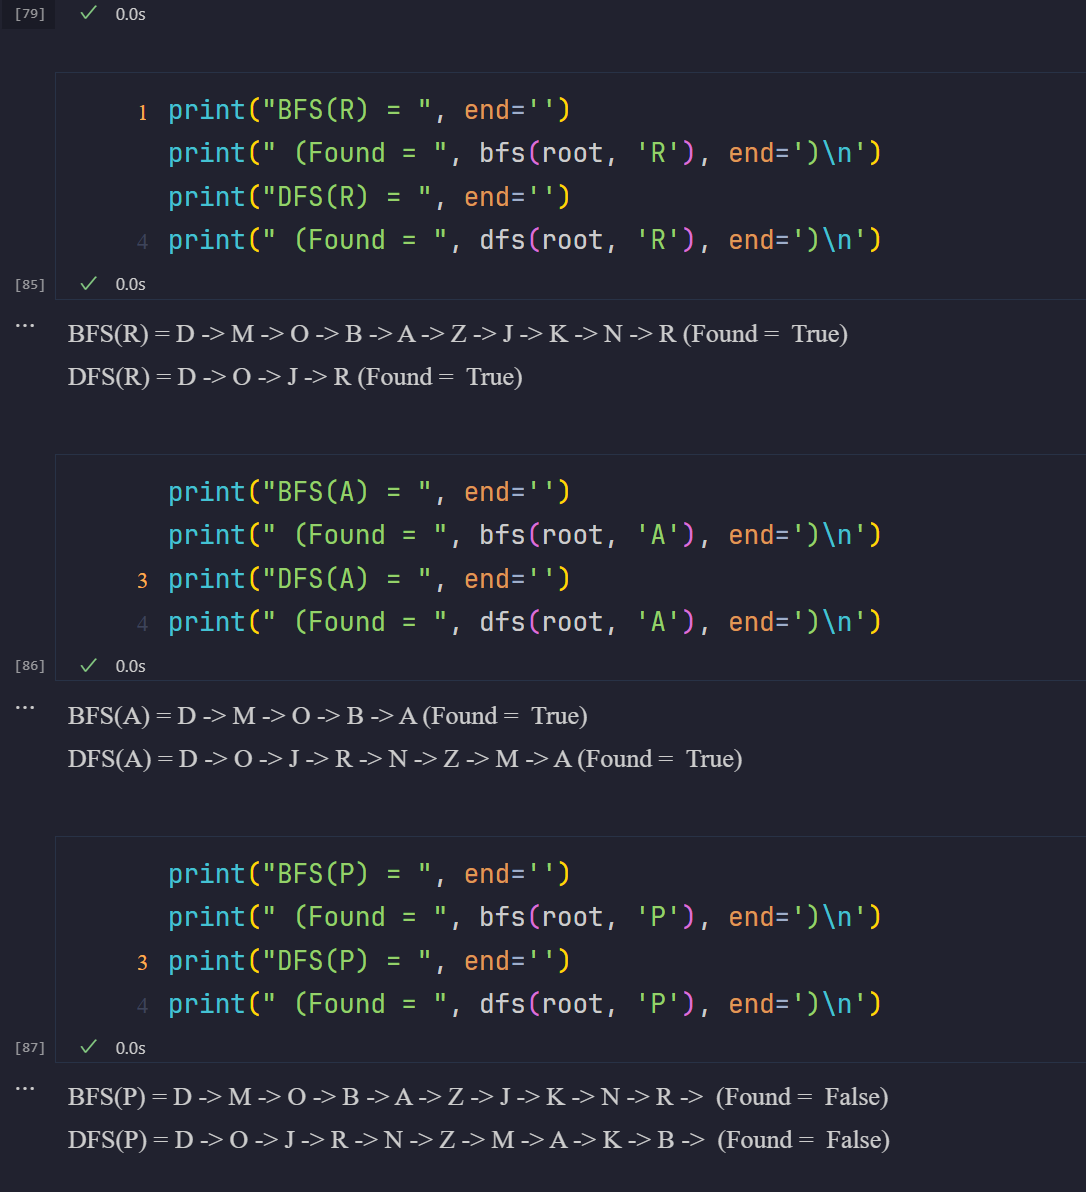 [79] ✓ 0.0s
1 print("BFS(R) = ", end='')
print(" (Found = ", bfs(root, 'R'), end=')\n')
print("DFS(R) = ", end='')
4 print(" (Found = ", dfs(root, 'R'), end=')\n')
[85] ✓ 0.0s
... BFS(R) = D -> M -> O -> B -> A -> Z -> J -> K -> N -> R (Found =  True)
DFS(R) = D -> O -> J -> R (Found =  True)
print("BFS(A) = ", end='')
print(" (Found = ", bfs(root, 'A'), end=')\n')
3 print("DFS(A) = ", end='')
4 print(" (Found = ", dfs(root, 'A'), end=')\n')
[86] ✓ 0.0s
... BFS(A) = D -> M -> O -> B -> A (Found =  True)
DFS(A) = D -> O -> J -> R -> N -> Z -> M -> A (Found =  True)
print("BFS(P) = ", end='')
print(" (Found = ", bfs(root, 'P'), end=')\n')
3 print("DFS(P) = ", end='')
4 print(" (Found = ", dfs(root, 'P'), end=')\n')
[87] ✓ 0.0s
... BFS(P) = D -> M -> O -> B -> A -> Z -> J -> K -> N -> R ->  (Found =  False)
DFS(P) = D -> O -> J -> R -> N -> Z -> M -> A -> K -> B ->  (Found =  False)